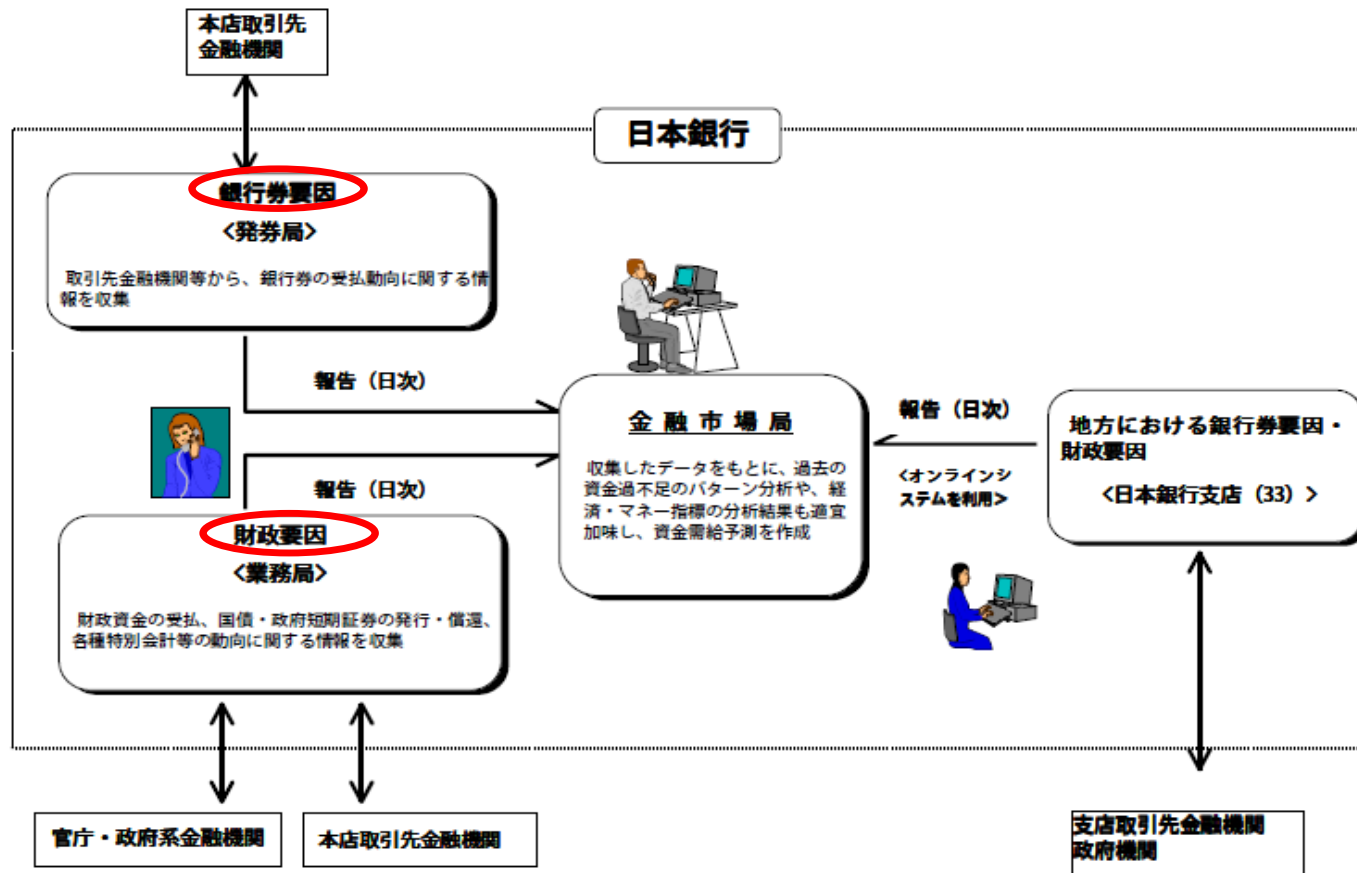 本店取引先
金融機関
日本銀行
銀行券要因
<発券局>
取引先金融機関等から、銀行券の受払動向に関する情
報を収集
報告（日次）
報告（日次）
財政要因
<業務局>
財政資金の受払、国債・政府短期証券の発行・償還、
各種特別会計等の動向に関する情報を収集
金融市場局
収集したデータをもとに、過去の
資金過不足のパターン分析や、経
済・マネー指標の分析結果も適宜
加味し、資金需給予測を作成
報告（日次）
<オンラインシ
ステムを利用>
地方における銀行券要因・
財政要因
<日本銀行支店（33）>
官庁・政府系金融機関
本店取引先金融機関
支店取引先金融機関
政府機関